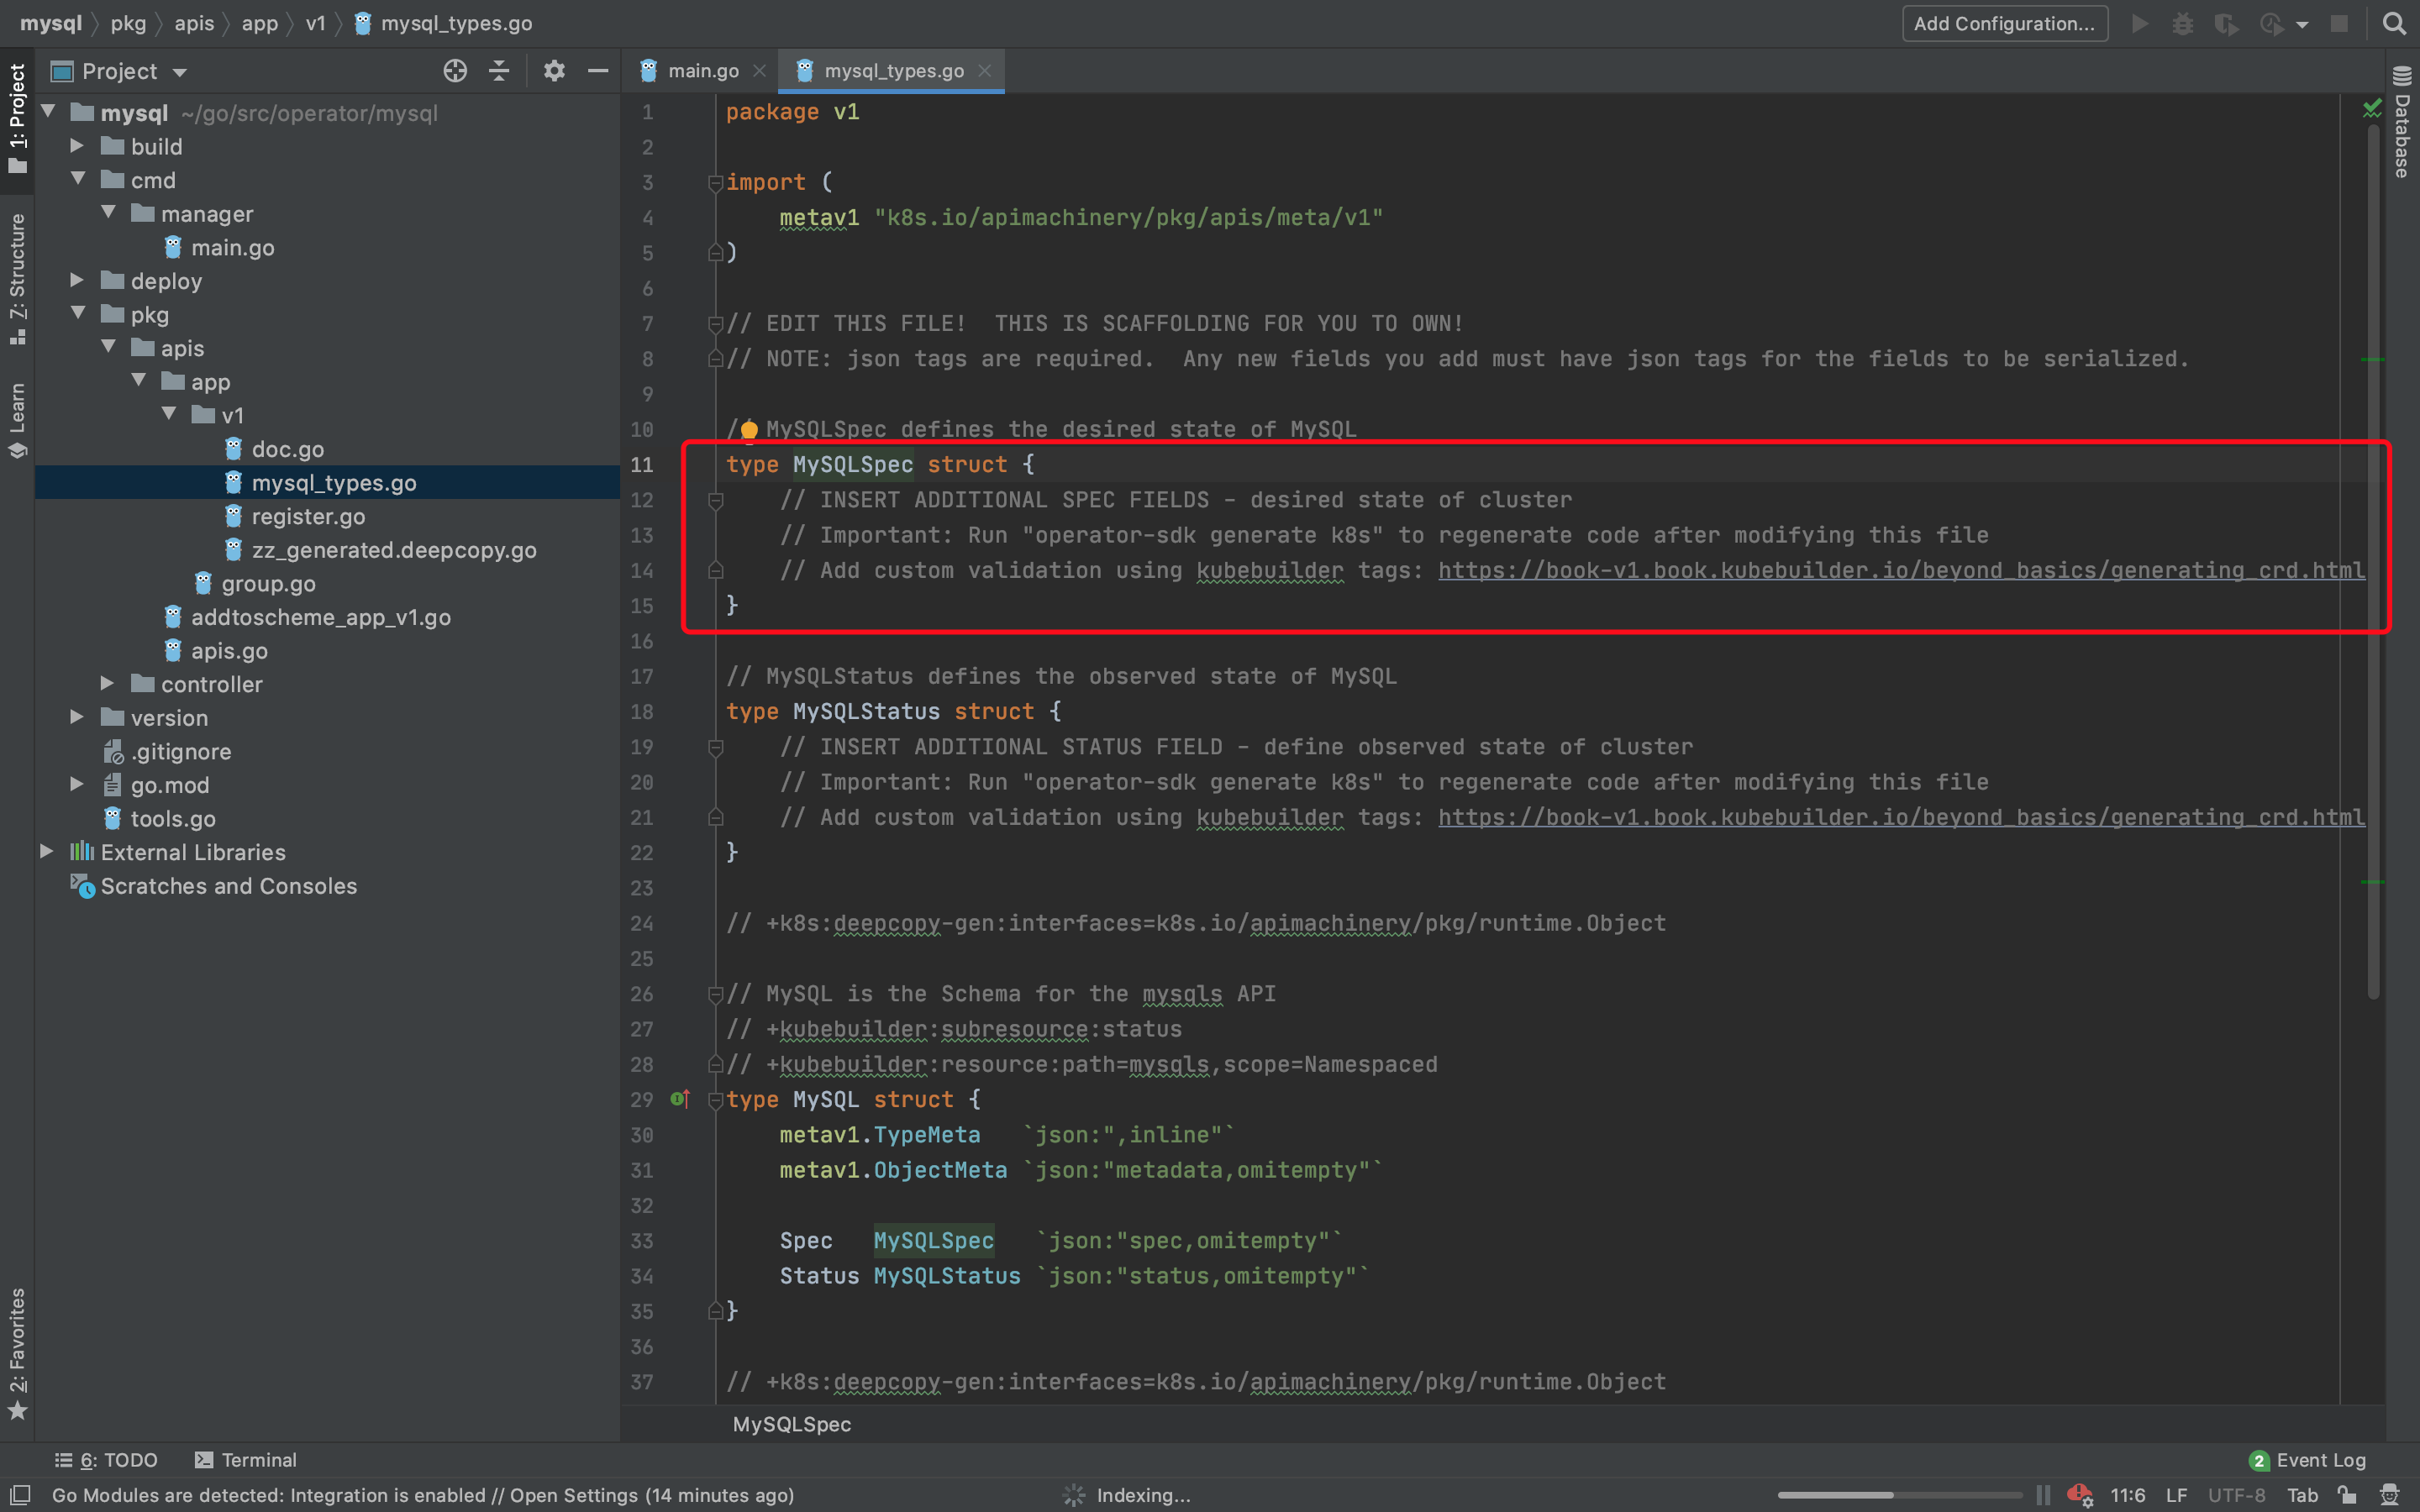 mysql pkg apis app v1 mysql_types.go
Add Configuration...
1: Project
Z: Structure
Learn
2: Favorites
Project
mysql ~/go/src/operator/mysql
build
cmd
manager
main.go
deploy
pkg
apis
app
v1
doc.go
mysql_types.go
register.go
zz_generated.deepcopy.go
group.go
addtoscheme_app_v1.go
apis.go
controller
version
.gitignore
go.mod
tools.go
External Libraries
Scratches and Consoles
main.go
mysql_types.go
1 package v1
2
3 import (
4 metav1 "k8s.io/apimachinery/pkg/apis/meta/v1"
5 )
6
7 // EDIT THIS FILE!  THIS IS SCAFFOLDING FOR YOU TO OWN!
8 // NOTE: json tags are required.  Any new fields you add must have json tags for the fields to be serialized.
9
10 / MySQLSpec defines the desired state of MySQL
11 type MySQLSpec struct {
12 // INSERT ADDITIONAL SPEC FIELDS - desired state of cluster
13 // Important: Run "operator-sdk generate k8s" to regenerate code after modifying this file
14 // Add custom validation using kubebuilder tags: https://book-v1.book.kubebuilder.io/beyond_basics/generating_crd.html
15 }
16
17 // MySQLStatus defines the observed state of MySQL
18 type MySQLStatus struct {
19 // INSERT ADDITIONAL STATUS FIELD - define observed state of cluster
20 // Important: Run "operator-sdk generate k8s" to regenerate code after modifying this file
21 // Add custom validation using kubebuilder tags: https://book-v1.book.kubebuilder.io/beyond_basics/generating_crd.html
22 }
23
24 // +k8s:deepcopy-gen:interfaces=k8s.io/apimachinery/pkg/runtime.Object
25
26 // MySQL is the Schema for the mysqls API
27 // +kubebuilder:subresource:status
28 // +kubebuilder:resource:path=mysqls,scope=Namespaced
29 type MySQL struct {
30 metav1.TypeMeta   `json:",inline"`
31 metav1.ObjectMeta `json:"metadata,omitempty"`
32
33 Spec   MySQLSpec   `json:"spec,omitempty"`
34 Status MySQLStatus `json:"status,omitempty"`
35 }
36
37 // +k8s:deepcopy-gen:interfaces=k8s.io/apimachinery/pkg/runtime.Object
MySQLSpec
Database
6: TODO Terminal
2 Event Log
Go Modules are detected: Integration is enabled // Open Settings (14 minutes ago)
Indexing...
11:6 LF UTF-8 Tab